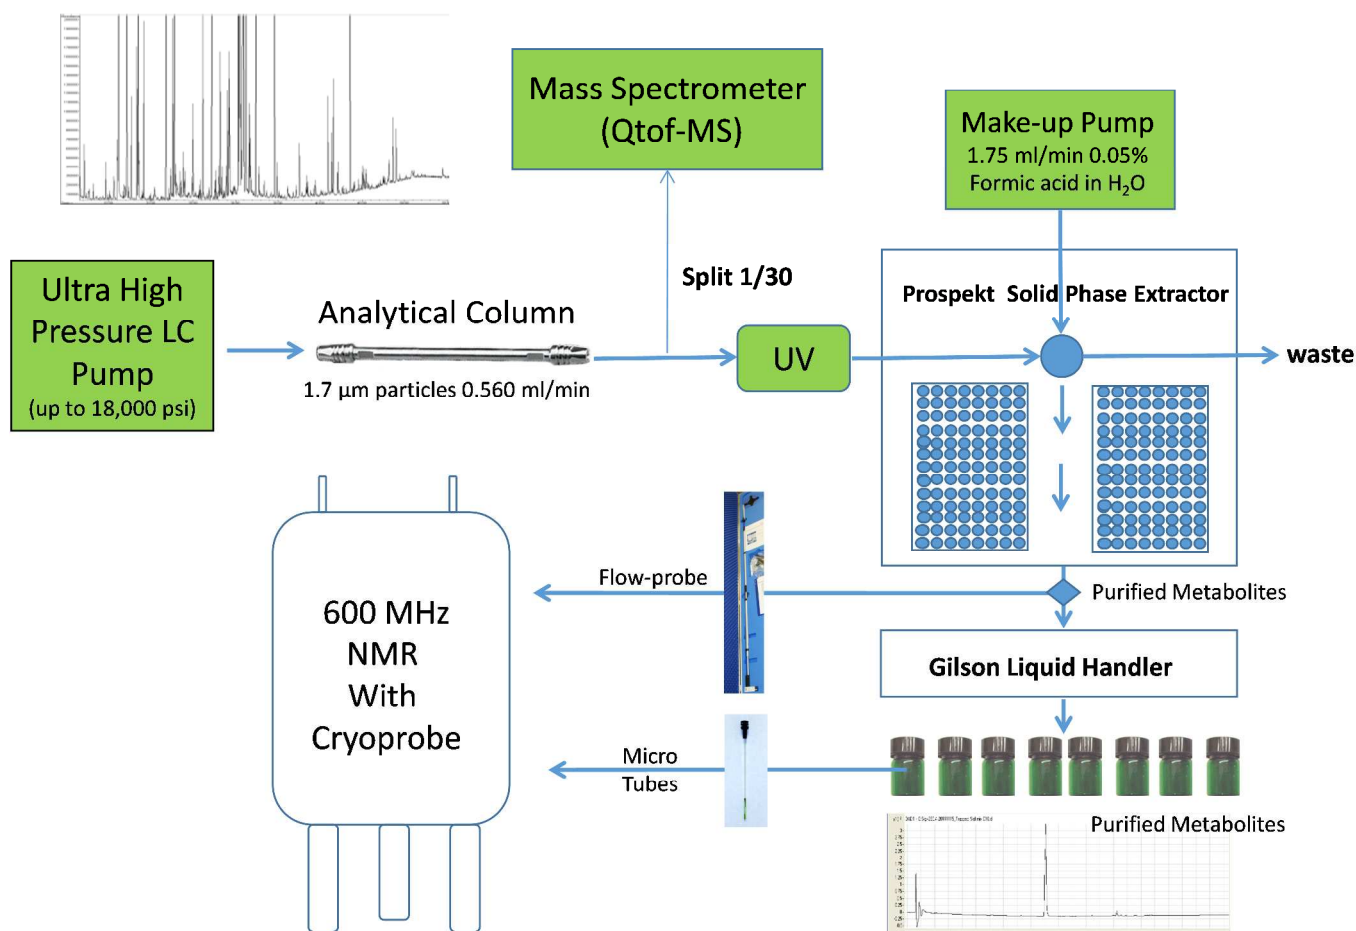 Mass Spectrometer
(Qtof-MS)
Make-up Pump
1.75 ml/min 0.05%
Formic acid in H₂O
Ultra High
Pressure LC
Pump
(up to 18,000 psi)
Analytical Column
1.7 µm particles 0.560 ml/min
Split 1/30
UV
Prospekt Solid Phase Extractor
waste
600 MHz
NMR
With
Cryoprobe
Flow-probe
Purified Metabolites
Gilson Liquid Handler
Micro
Tubes
Purified Metabolites